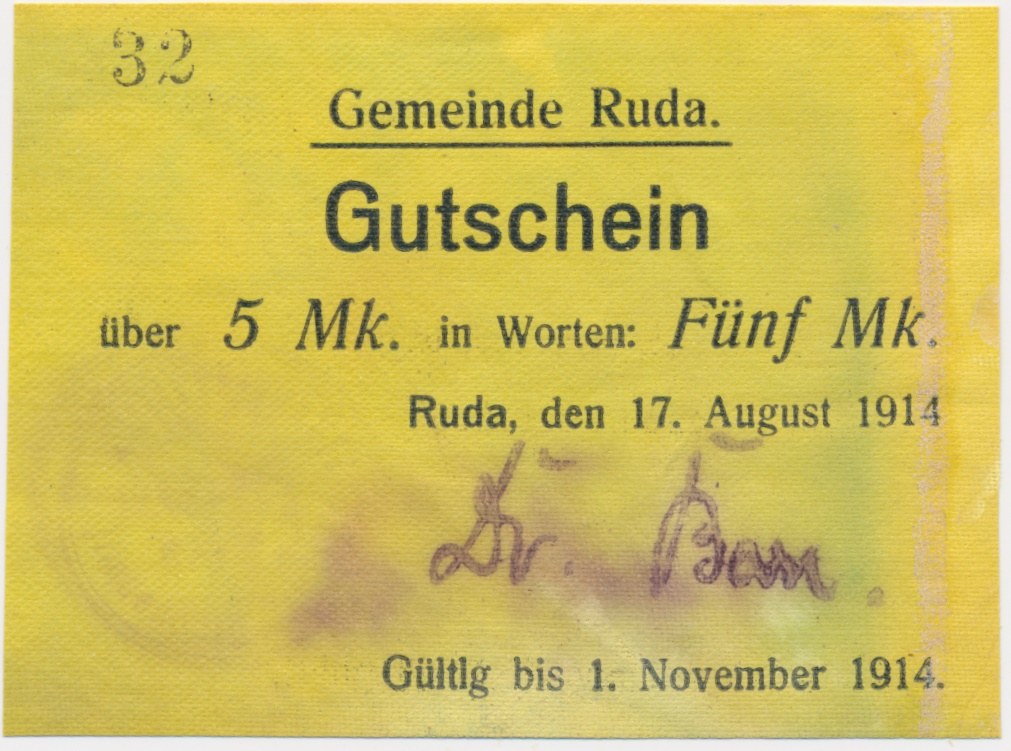 32
Gemeinde Ruda.
Gutschein
über 5 Mk. in Worten: Fünf Mk.
Ruda, den 17. August 1914
Dr.
Gültig bis 1. November 1914.